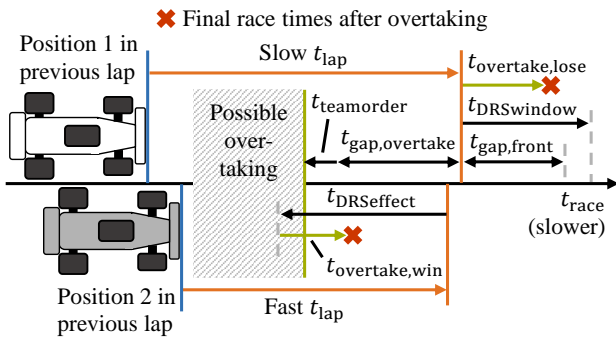 Final race times after overtaking
Position 1 in
previous lap
Slow t_lap
t_overtake,lose
Possible
over-
taking
t_teamorder
t_DRSwindow
t_gap,overtake
t_gap,front
t_DRSeffect
t_race
(slower)
t_overtake,win
Position 2 in
previous lap
Fast t_lap